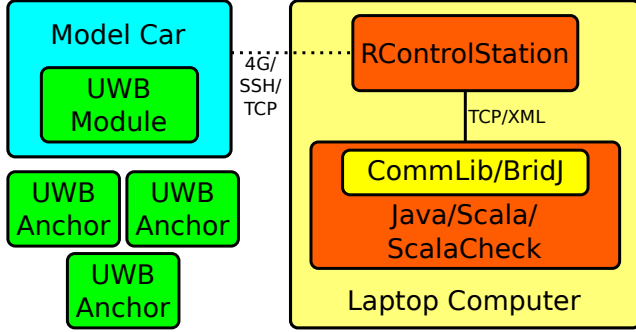 Model Car
UWB
Module
4G/
SSH/
TCP
RControlStation
TCP/XML
CommLib/BridJ
Java/Scala/
ScalaCheck
Laptop Computer
UWB
Anchor
UWB
Anchor
UWB
Anchor